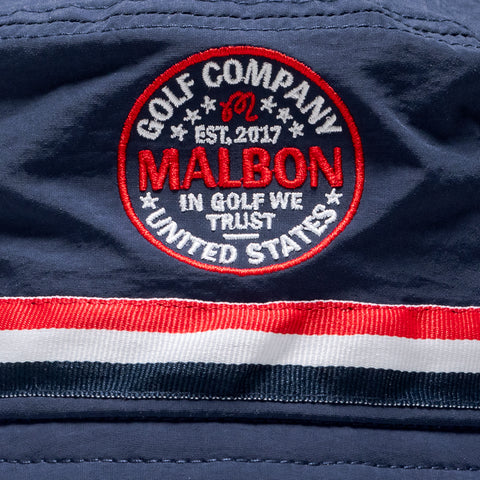 GOLF COMPANY
M
EST, 2017
MALBON
IN GOLF WE
TRUST
UNITED STATES